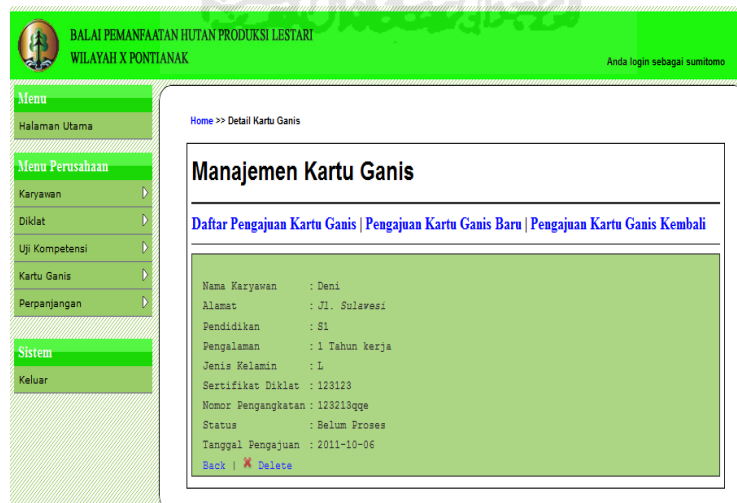 BALAI PEMANFAATAN HUTAN PRODUKSI LESTARI
WILAYAH X PONTIANAK
Anda login sebagai sumitomo
Menu
Halaman Utama
Menu Perusahaan
Karyawan
Diklat
Uji Kompetensi
Kartu Ganis
Perpanjangan
Sistem
Keluar
Home >> Detail Kartu Ganis
Manajemen Kartu Ganis
Daftar Pengajuan Kartu Ganis | Pengajuan Kartu Ganis Baru | Pengajuan Kartu Ganis Kembali
Nama Karyawan : Deni
Alamat : Jl. Sulawesi
Pendidikan : S1
Pengalaman : 1 Tahun kerja
Jenis Kelamin : L
Sertifikat Diklat : 123123
Nomor Pengangkatan : 123213qqe
Status : Belum Proses
Tanggal Pengajuan : 2011-10-06
Back | Delete